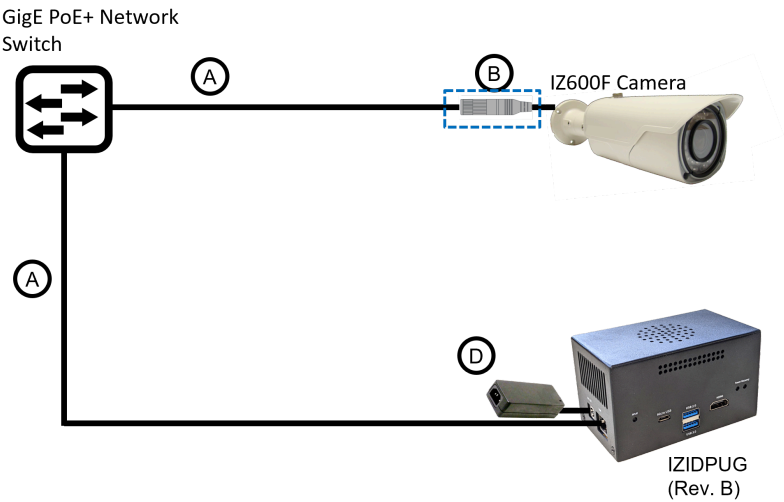 GigE PoE+ Network
Switch
A
B
IZ600F Camera
A
D
IZIDPUG
(Rev. B)